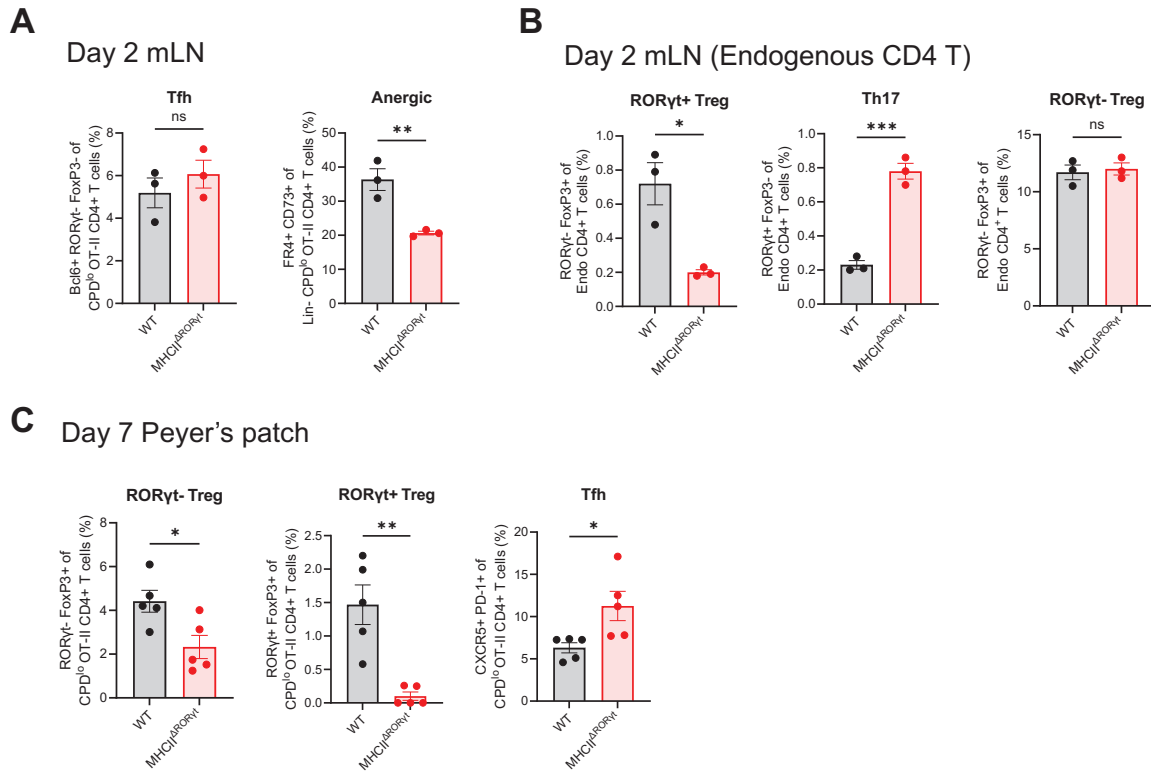 A
Day 2 mLN
Tfh
ns
Bcl6+ RORγt- FoxP3- of
CPDlo OT-II CD4+ T cells (%)
8
6
4
2
0
WT
MHCIIΔRORγt
Anergic
**
FR4+ CD73+ of
Lin- CPDlo OT-II CD4+ T cells (%)
50
40
30
20
10
0
WT
MHCIIΔRORγt
B
Day 2 mLN (Endogenous CD4 T)
RORγt+ Treg
*
RORγt- FoxP3+ of
Endo CD4+ T cells (%)
1.0
0.8
0.6
0.4
0.2
0.0
WT
MHCIIΔRORγt
Th17
***
RORγt+ FoxP3- of
Endo CD4+ T cells (%)
1.0
0.8
0.6
0.4
0.2
0.0
WT
MHCIIΔRORγt
RORγt- Treg
ns
RORγt- FoxP3+ of
Endo CD4+ T cells (%)
15
10
5
0
WT
MHCIIΔRORγt
C
Day 7 Peyer's patch
RORγt- Treg
*
RORγt- FoxP3+ of
CPDlo OT-II CD4+ T cells (%)
8
6
4
2
0
WT
MHCIIΔRORγt
RORγt+ Treg
**
RORγt+ FoxP3+ of
CPDlo OT-II CD4+ T cells (%)
2.5
2.0
1.5
1.0
0.5
0.0
WT
MHCIIΔRORγt
Tfh
*
CXCR5+ PD-1+ of
CPDlo OT-II CD4+ T cells (%)
20
15
10
5
0
WT
MHCIIΔRORγt